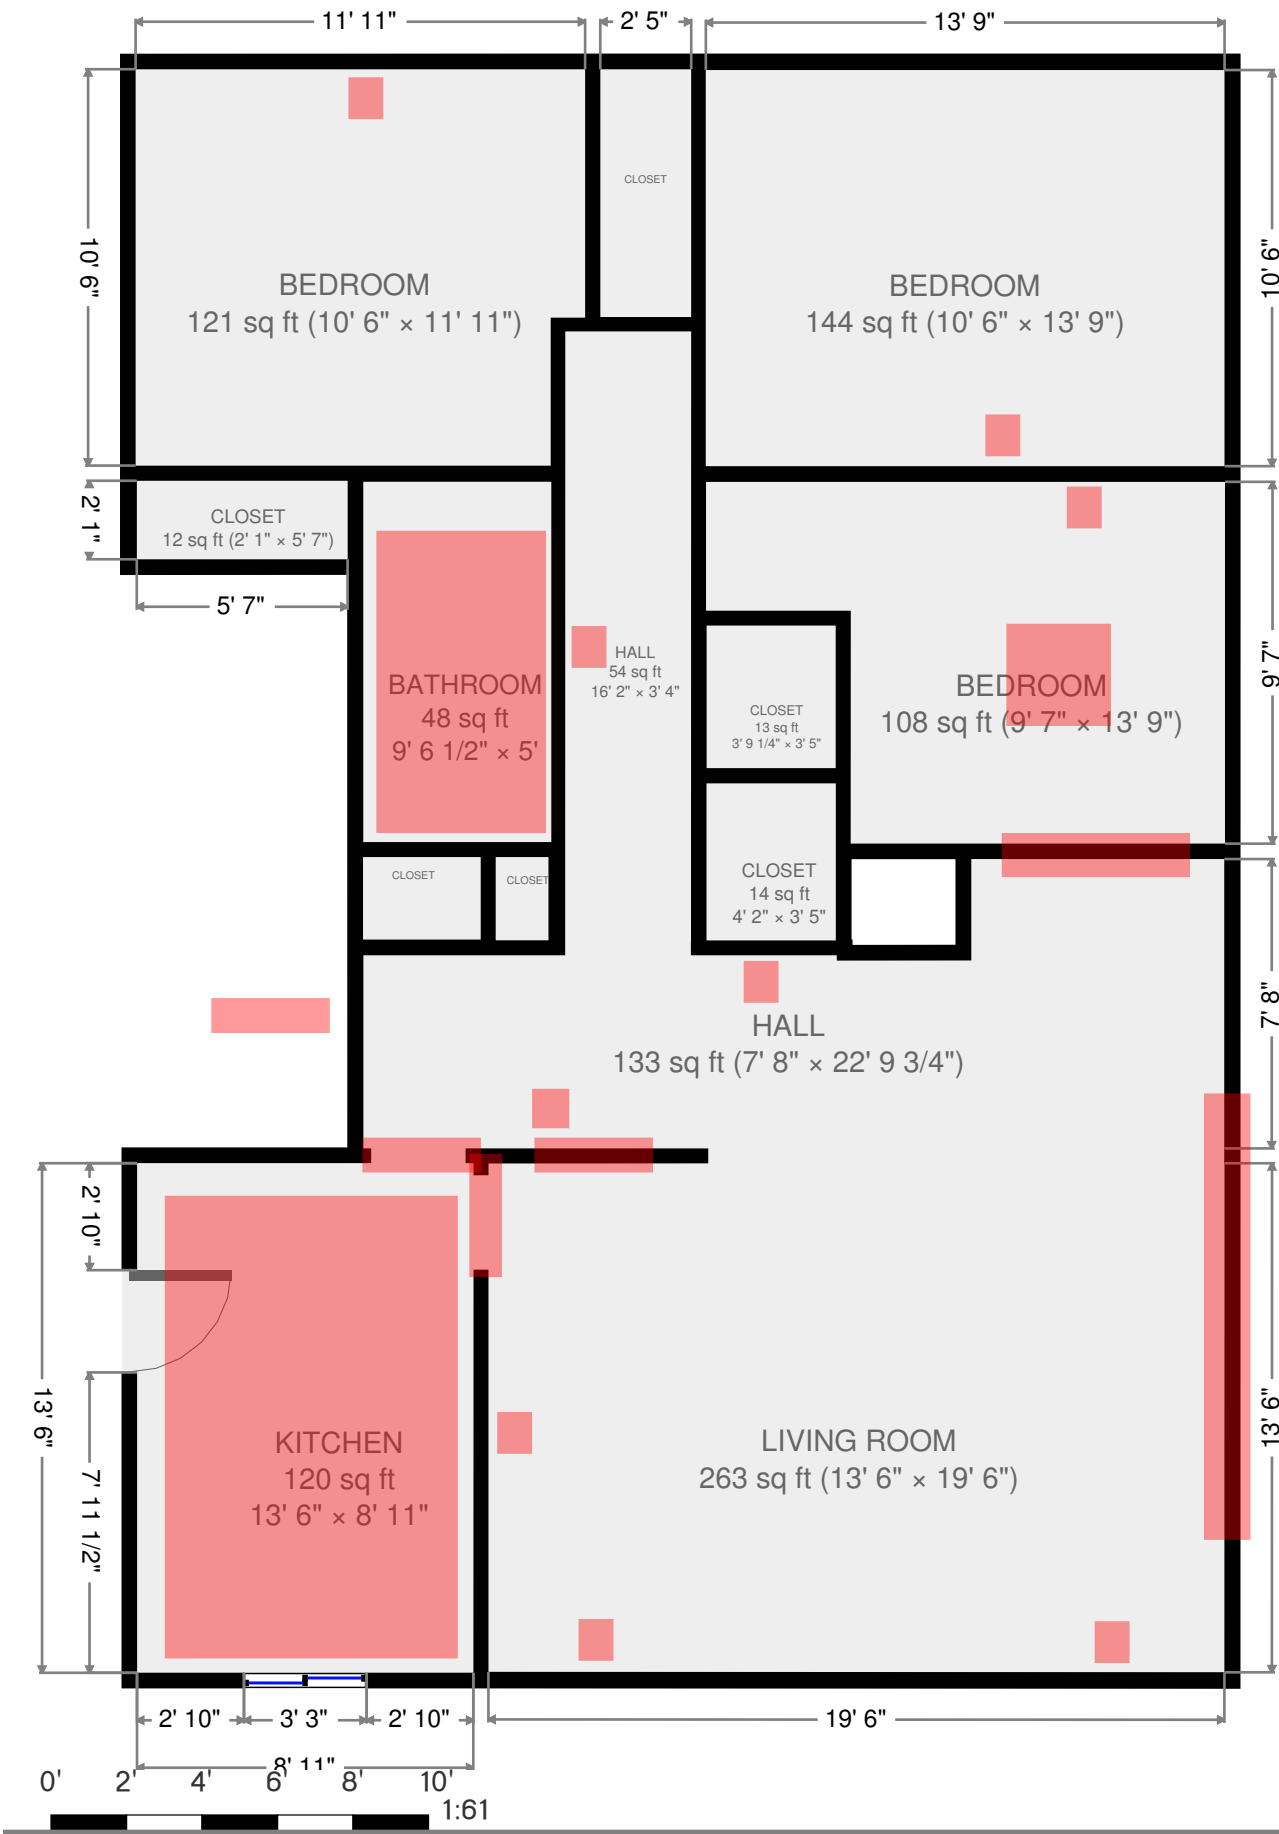 11' 11"
2' 5"
13' 9"
CLOSET
10' 6"
BEDROOM
121 sq ft (10' 6" × 11' 11")
BEDROOM
144 sq ft (10' 6" × 13' 9")
10' 6"
2' 1"
CLOSET
12 sq ft (2' 1" × 5' 7")
5' 7"
BATHROOM
48 sq ft
9' 6 1/2" × 5'
HALL
54 sq ft
16' 2" × 3' 4"
CLOSET
13 sq ft
3' 9 1/4" × 3' 5"
BEDROOM
108 sq ft (9' 7" × 13' 9")
9' 7"
CLOSET
CLOSET
CLOSET
14 sq ft
4' 2" × 3' 5"
HALL
133 sq ft (7' 8" × 22' 9 3/4")
7' 8"
2' 10"
13' 6"
7' 11 1/2"
KITCHEN
120 sq ft
13' 6" × 8' 11"
LIVING ROOM
263 sq ft (13' 6" × 19' 6")
13' 6"
2' 10"
3' 3"
2' 10"
19' 6"
8' 11"
0' 2' 4' 6' 8' 10'
1:61